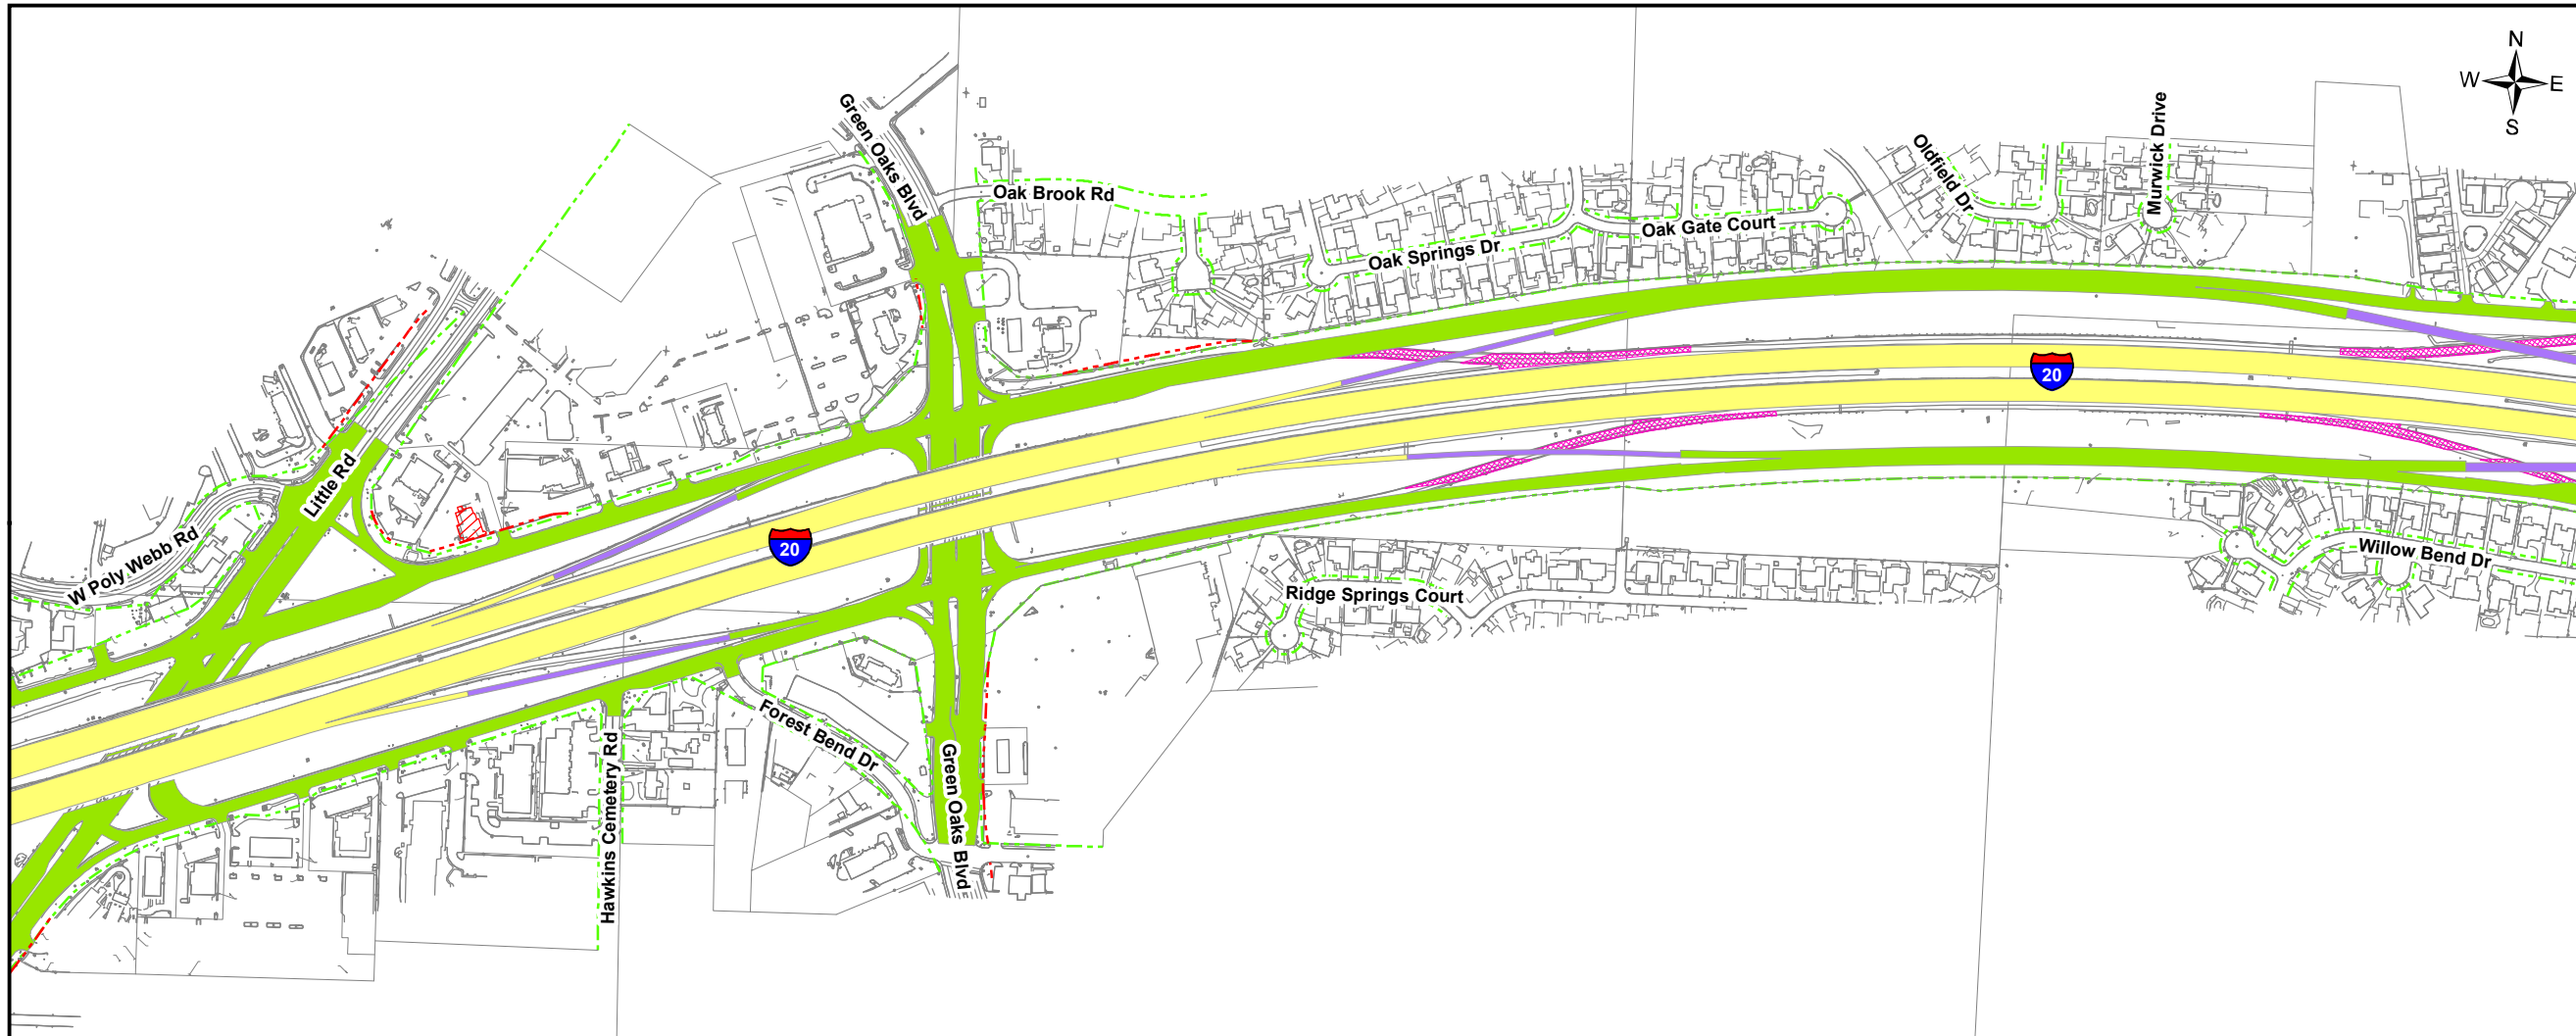 N
W
E
S
Green Oaks Blvd
Oak Brook Rd
Oak Springs Dr
Oak Gate Court
Oldfield Dr
Murwick Drive
20
Little Rd
W Poly Webb Rd
20
Ridge Springs Court
Willow Bend Dr
Forest Bend Dr
Hawkins Cemetery Rd
Green Oaks Blvd